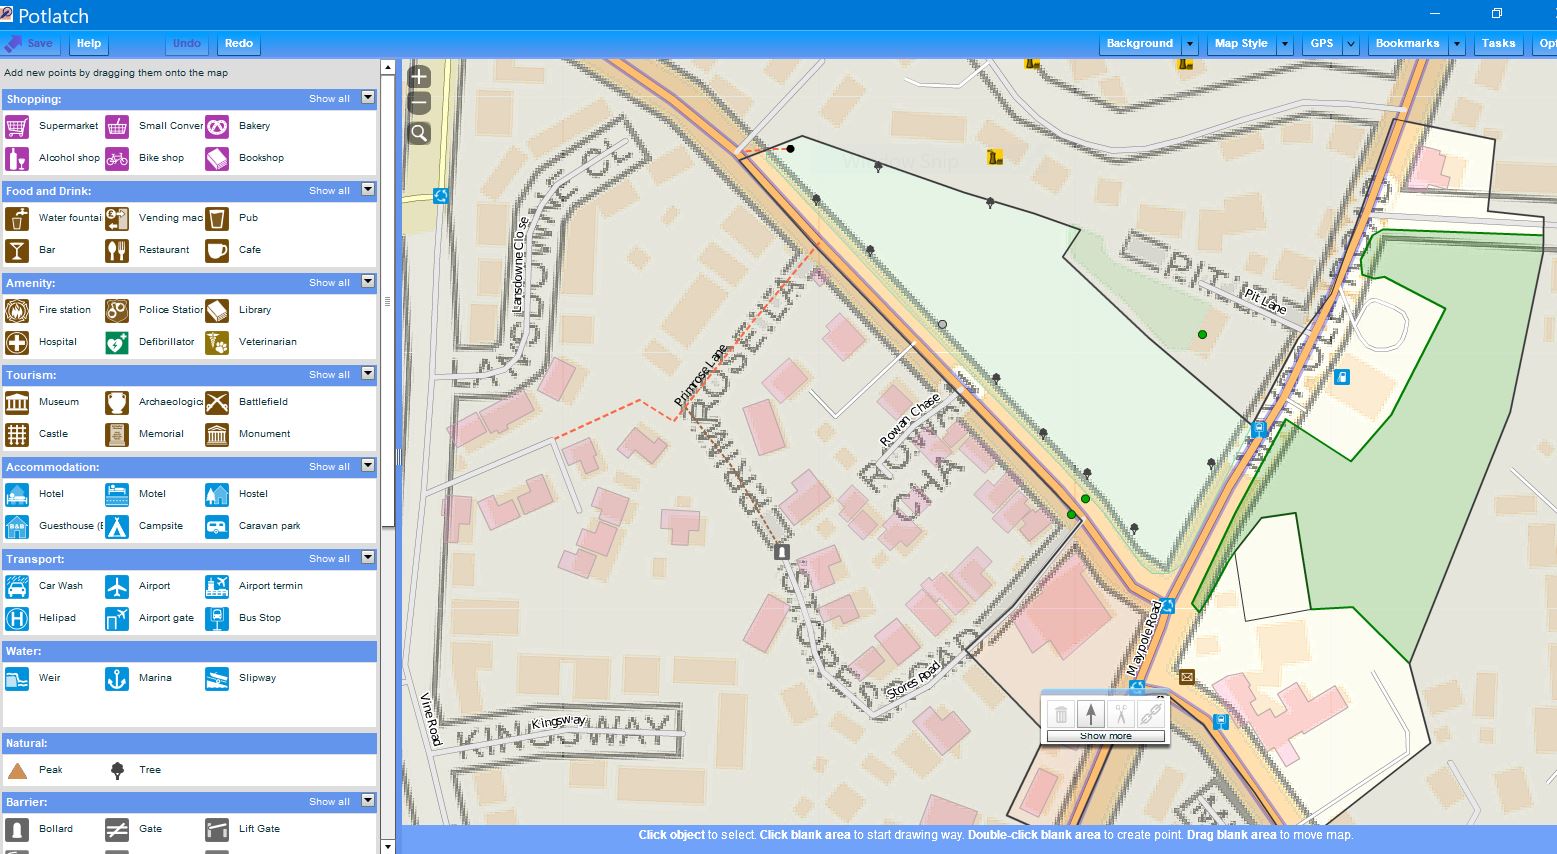 Potlatch
Save Help Undo Redo Background Map Style GPS Bookmarks Tasks Opt
Add new points by dragging them onto the map
Shopping: Show all
Supermarket Small Conver Bakery
Alcohol shop Bike shop Bookshop
Food and Drink: Show all
Water fountai Vending mac Pub
Bar Restaurant Cafe
Amenity: Show all
Fire station Police Station Library
Hospital Defibrillator Veterinarian
Tourism: Show all
Museum Archaeologic Battlefield
Castle Memorial Monument
Accommodation: Show all
Hotel Motel Hostel
Guesthouse (B Campsite Caravan park
Transport: Show all
Car Wash Airport Airport termin
Helipad Airport gate Bus Stop
Water:
Weir Marina Slipway
Natural:
Peak Tree
Barrier: Show all
Bollard Gate Lift Gate
Window Snip
Lansdowne Close
PIT LANE
Pit Lane
Primrose Lane
Rowan Chase
ROWAN
CHA
Maypole Road
Stores Road
Vine Road
Kingsway
KINGSWAY
Show more
Click object to select. Click blank area to start drawing way. Double-click blank area to create point. Drag blank area to move map.